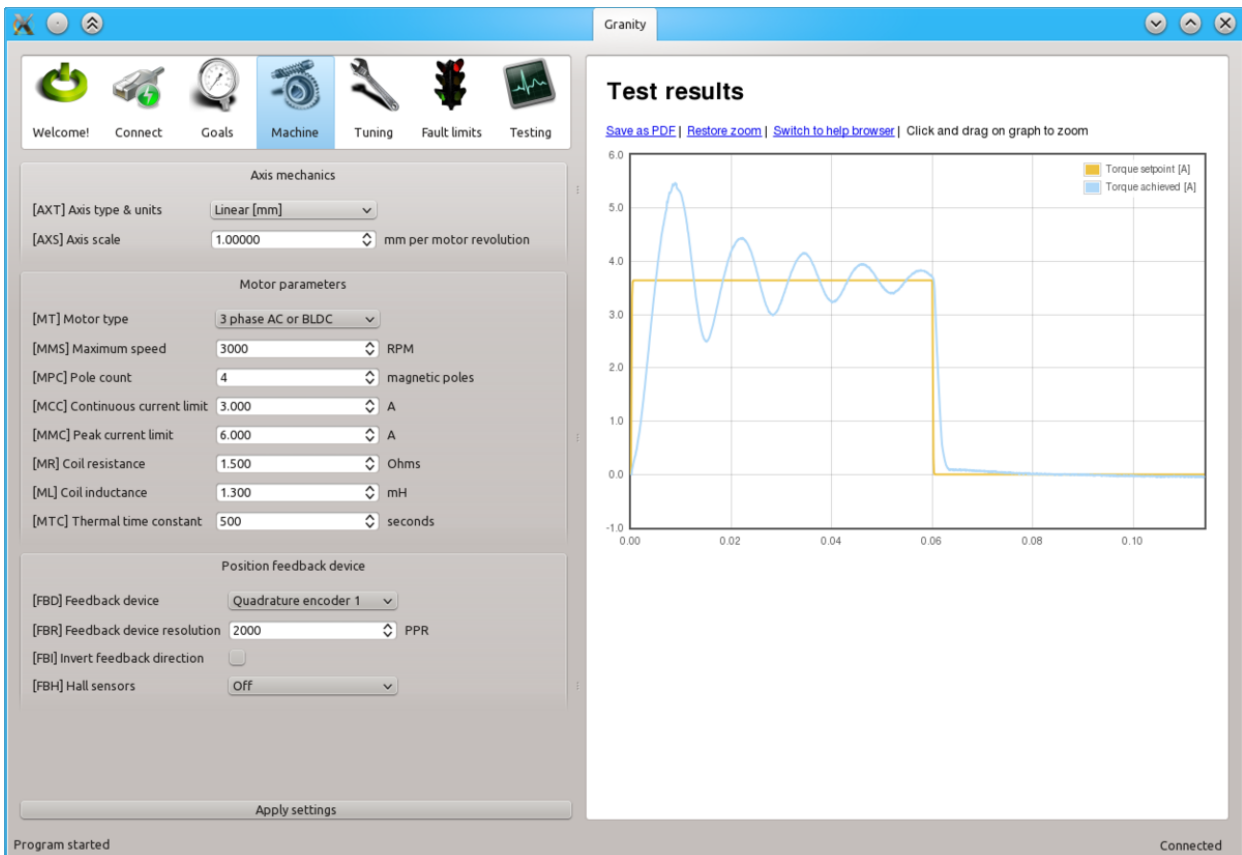 Granity
Welcome!
Connect
Goals
Machine
Tuning
Fault limits
Testing
Axis mechanics
[AXT] Axis type & units Linear [mm]
[AXS] Axis scale 1.00000 mm per motor revolution
Motor parameters
[MT] Motor type 3 phase AC or BLDC
[MMS] Maximum speed 3000 RPM
[MPC] Pole count 4 magnetic poles
[MCC] Continuous current limit 3.000 A
[MMC] Peak current limit 6.000 A
[MR] Coil resistance 1.500 Ohms
[ML] Coil inductance 1.300 mH
[MTC] Thermal time constant 500 seconds
Position feedback device
[FBD] Feedback device Quadrature encoder 1
[FBR] Feedback device resolution 2000 PPR
[FBI] Invert feedback direction
[FBH] Hall sensors Off
Apply settings
Program started
Test results
Save as PDF | Restore zoom | Switch to help browser | Click and drag on graph to zoom
Torque setpoint [A]
Torque achieved [A]
6.0
5.0
4.0
3.0
2.0
1.0
0.0
-1.0
0.00 0.02 0.04 0.06 0.08 0.10
Connected